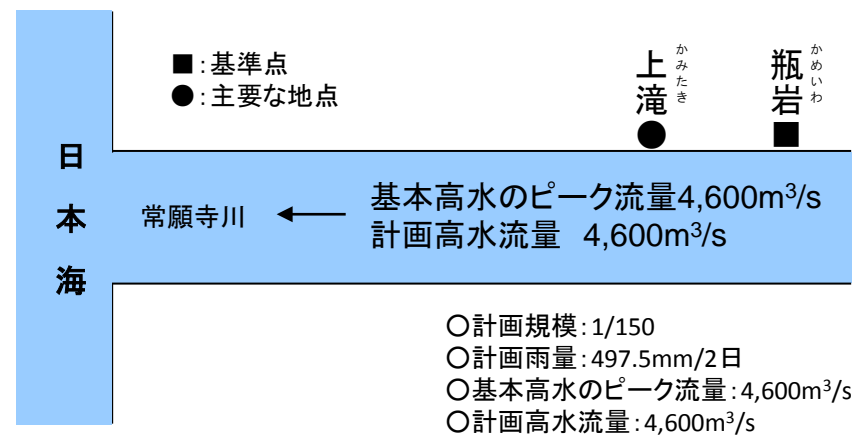 ■:基準点
●:主要な地点
上滝
かみたき
●
瓶岩
かめいわ
■
日本海
常願寺川
←
基本高水のピーク流量4,600m³/s
計画高水流量 4,600m³/s
○計画規模:1/150
○計画雨量:497.5mm/2日
○基本高水のピーク流量:4,600m³/s
○計画高水流量:4,600m³/s